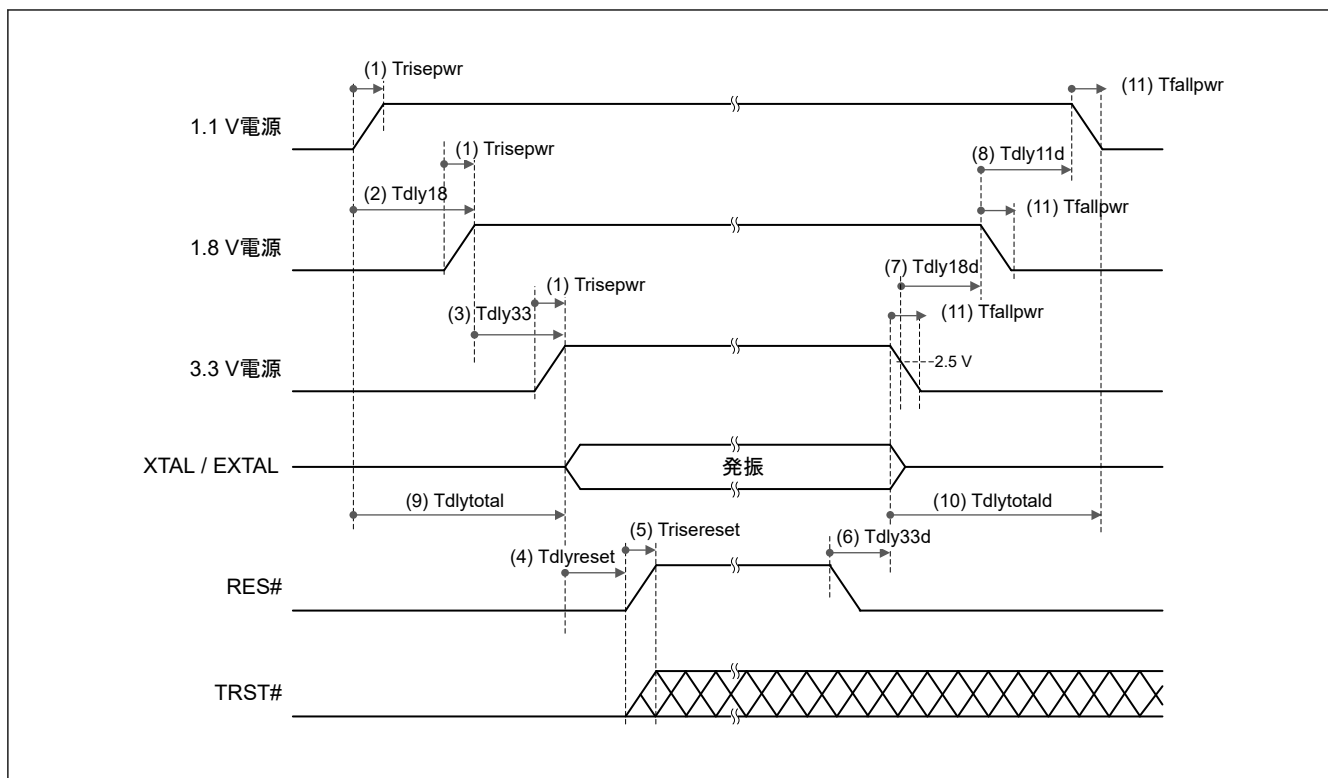 (1) Trisepwr
(11) Tfallpwr
1.1 V電源
(1) Trisepwr
(8) Tdly11d
(2) Tdly18
(11) Tfallpwr
1.8 V電源
(7) Tdly18d
(1) Trisepwr
(3) Tdly33
(11) Tfallpwr
3.3 V電源
2.5 V
XTAL / EXTAL
発振
(9) Tdlytotal
(10) Tdlytotald
(5) Trisereset
(6) Tdly33d
(4) Tdlyreset
RES#
TRST#